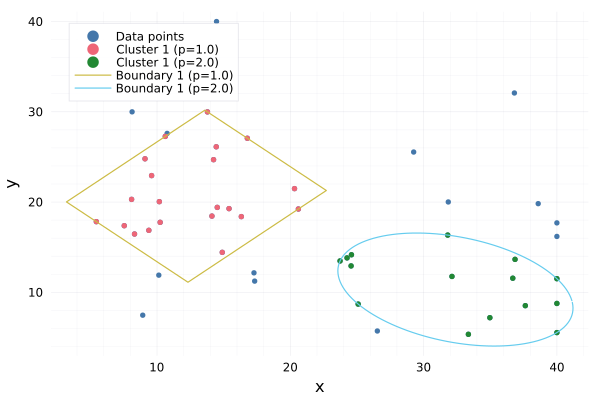 40
30
20
10
y
Data points
Cluster 1 (p=1.0)
Cluster 1 (p=2.0)
Boundary 1 (p=1.0)
Boundary 1 (p=2.0)
10 20 30 40
x